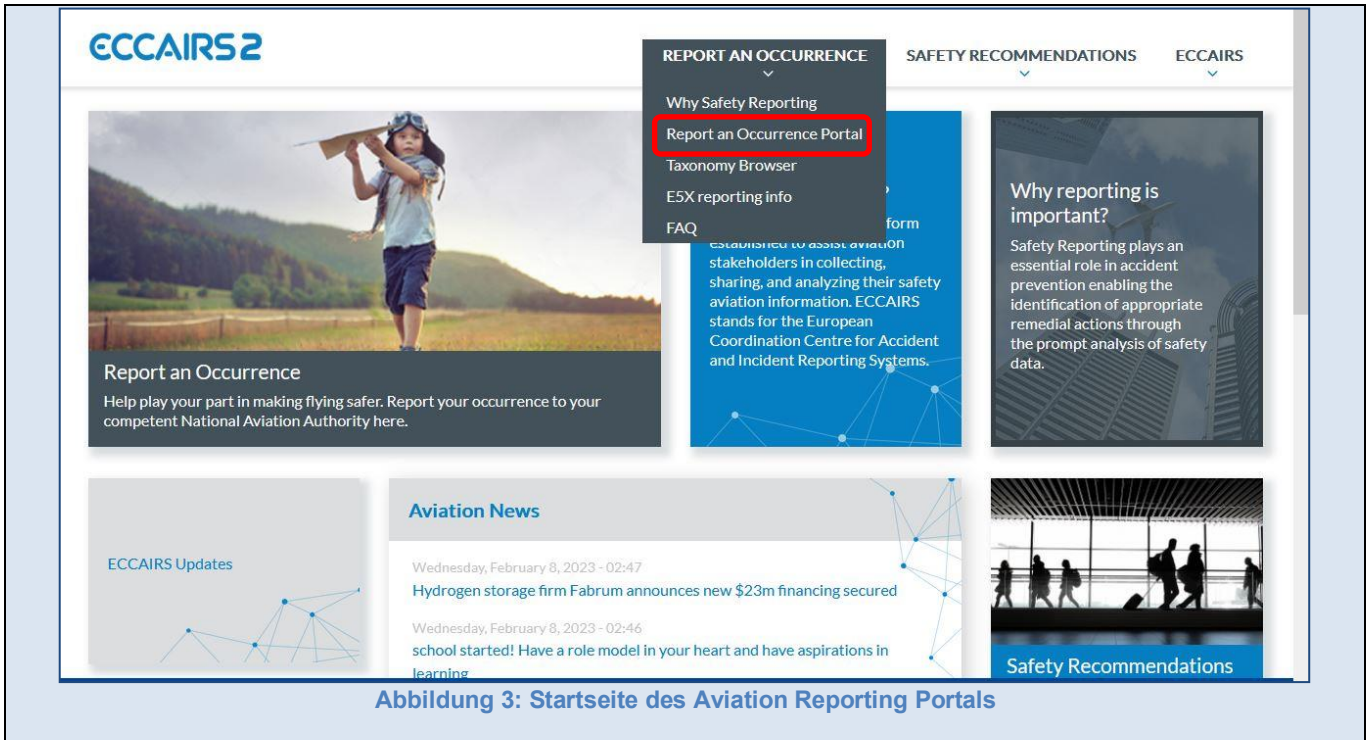 ECCAIRS2
REPORT AN OCCURRENCE
SAFETY RECOMMENDATIONS
ECCAIRS
Why Safety Reporting
Report an Occurrence Portal
Taxonomy Browser
E5X reporting info
FAQ
Report an Occurrence
Help play your part in making flying safer. Report your occurrence to your
competent National Aviation Authority here.
?
form
established to assist aviation
stakeholders in collecting,
sharing, and analyzing their safety
aviation information. ECCAIRS
stands for the European
Coordination Centre for Accident
and Incident Reporting Systems.
Why reporting is
important?
Safety Reporting plays an
essential role in accident
prevention enabling the
identification of appropriate
remedial actions through
the prompt analysis of safety
data.
ECCAIRS Updates
Aviation News
Wednesday, February 8, 2023 - 02:47
Hydrogen storage firm Fabrum announces new $23m financing secured
Wednesday, February 8, 2023 - 02:46
school started! Have a role model in your heart and have aspirations in
learning
Safety Recommendations
Abbildung 3: Startseite des Aviation Reporting Portals